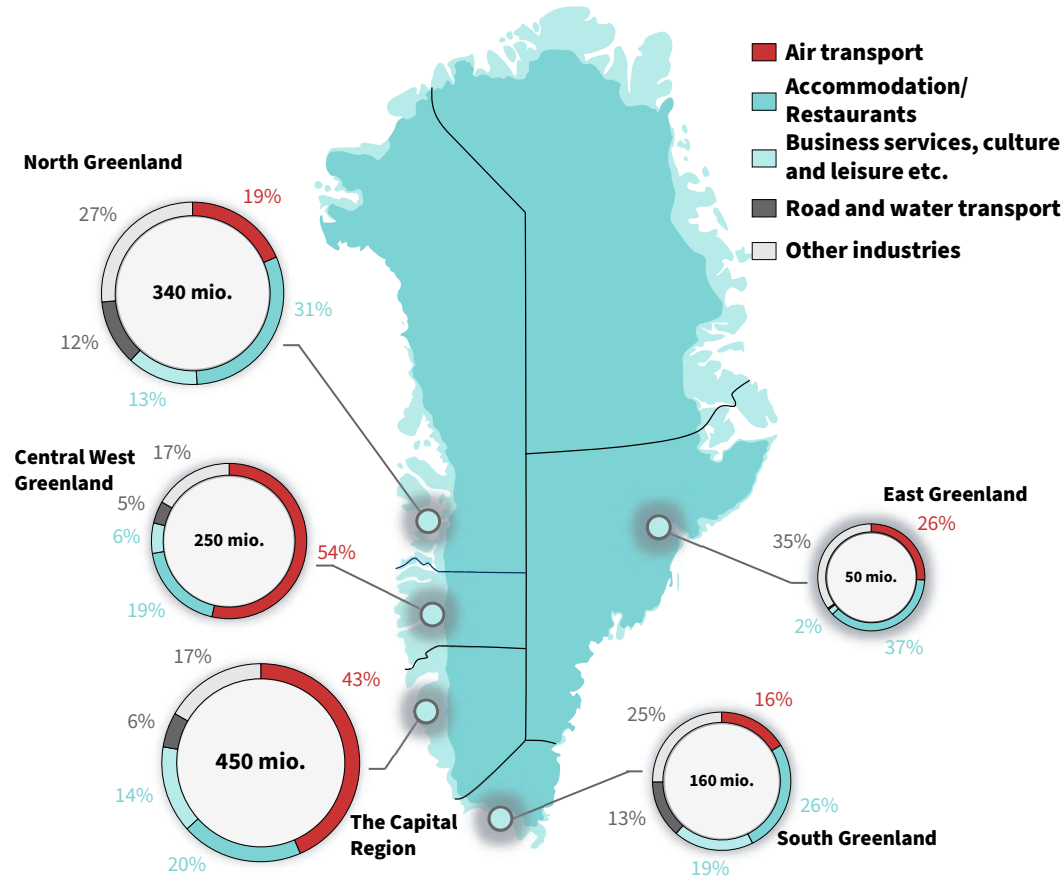 Air transport
Accommodation/
Restaurants
Business services, culture
and leisure etc.
Road and water transport
Other industries
North Greenland
27%
19%
340 mio.
31%
12%
13%
Central West
Greenland
17%
5%
6%
250 mio.
54%
19%
17%
43%
6%
450 mio.
14%
20%
The Capital
Region
East Greenland
26%
35%
50 mio.
2%
37%
16%
25%
160 mio.
26%
13%
South Greenland
19%